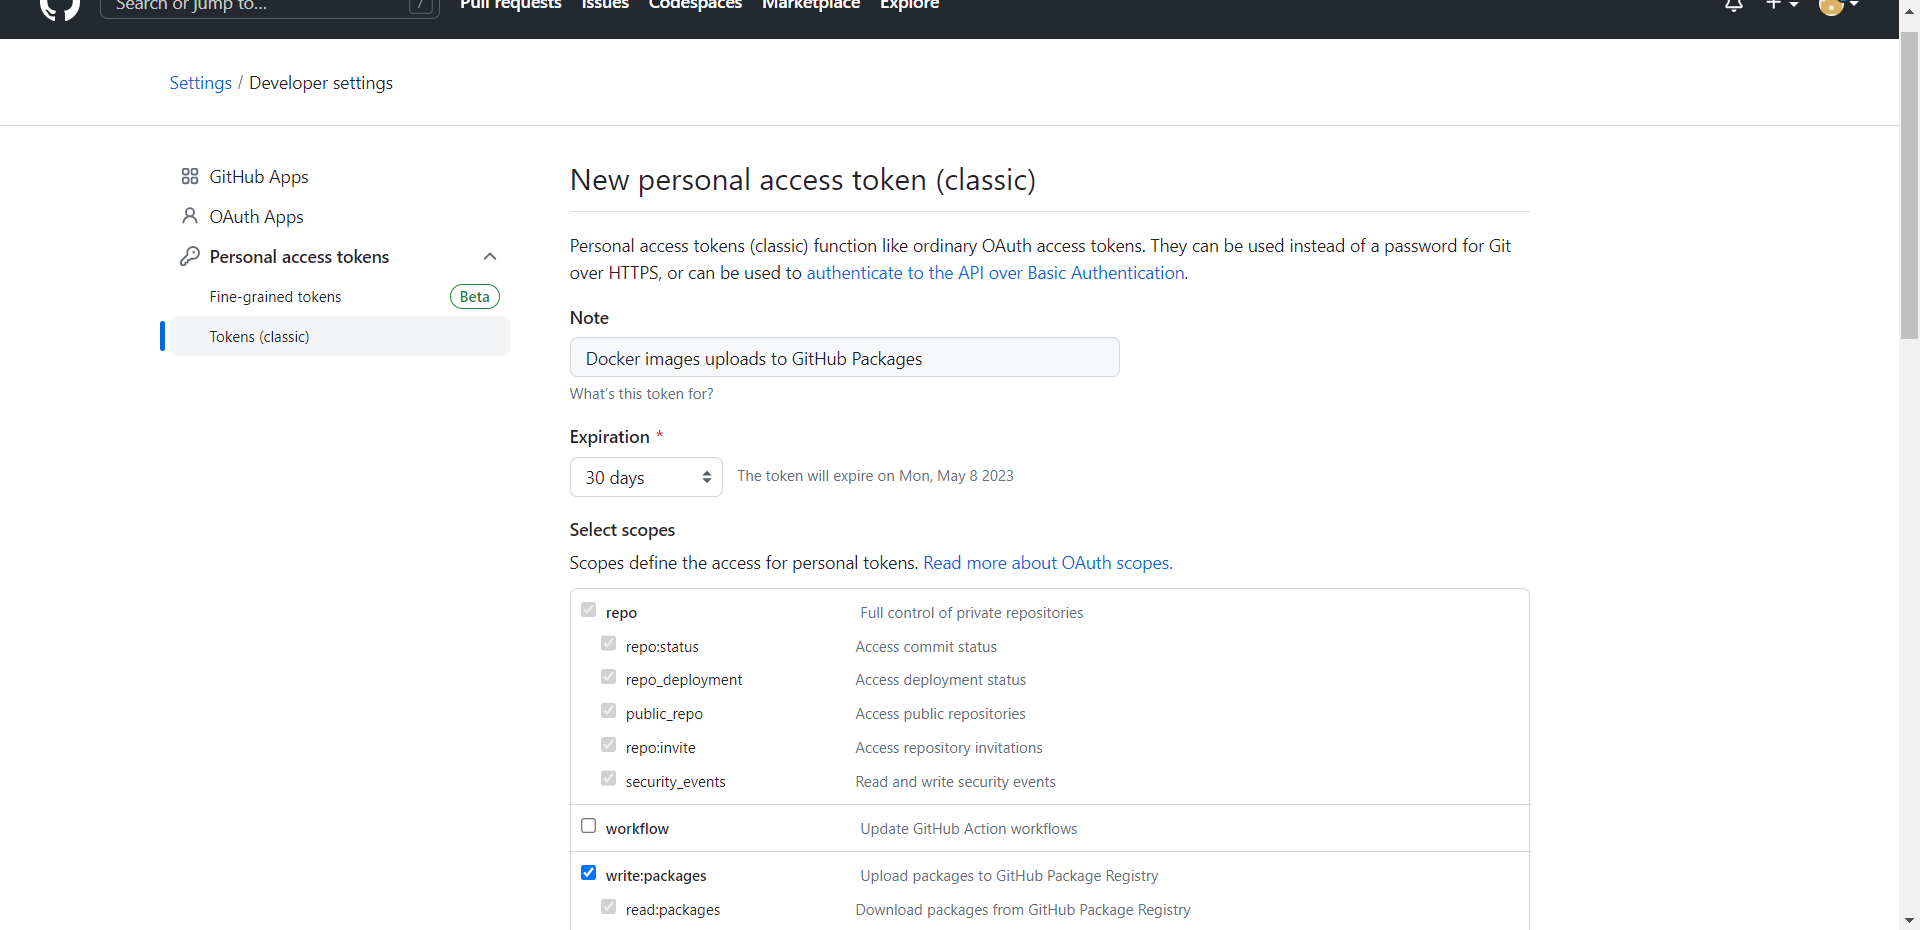 Search or jump to...
/
Pull requests
Issues
Codespaces
Marketplace
Explore
Settings / Developer settings
GitHub Apps
OAuth Apps
Personal access tokens
Fine-grained tokens
Beta
Tokens (classic)
New personal access token (classic)
Personal access tokens (classic) function like ordinary OAuth access tokens. They can be used instead of a password for Git
over HTTPS, or can be used to authenticate to the API over Basic Authentication.
Note
Docker images uploads to GitHub Packages
What's this token for?
Expiration *
30 days
The token will expire on Mon, May 8 2023
Select scopes
Scopes define the access for personal tokens. Read more about OAuth scopes.
repo Full control of private repositories
repo:status Access commit status
repo_deployment Access deployment status
public_repo Access public repositories
repo:invite Access repository invitations
security_events Read and write security events
workflow Update GitHub Action workflows
write:packages Upload packages to GitHub Package Registry
read:packages Download packages from GitHub Package Registry